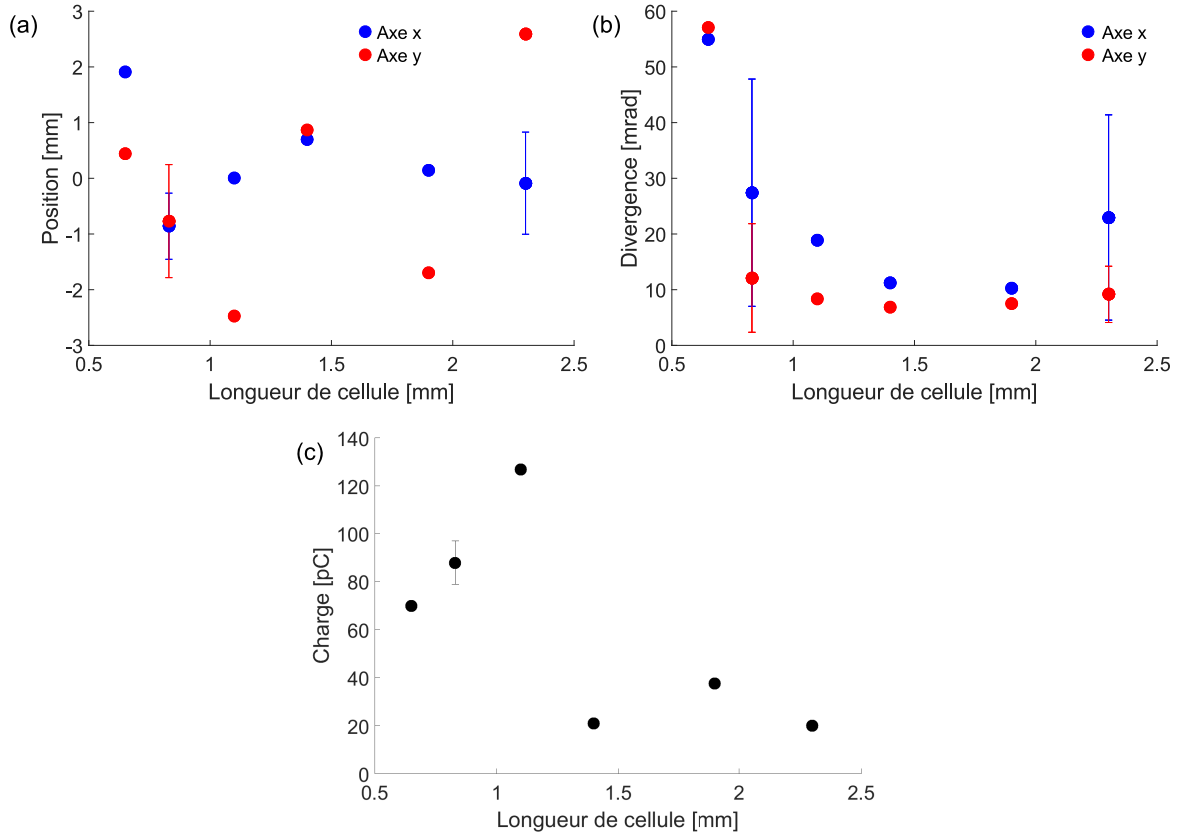 (a)
3
2
1
0
-1
-2
-3
Position [mm]
Axe x
Axe y
0.5
1
1.5
2
2.5
Longueur de cellule [mm]
(b)
60
50
40
30
20
10
0
Divergence [mrad]
Axe x
Axe y
0.5
1
1.5
2
2.5
Longueur de cellule [mm]
(c)
140
120
100
80
60
40
20
0
Charge [pC]
0.5
1
1.5
2
2.5
Longueur de cellule [mm]